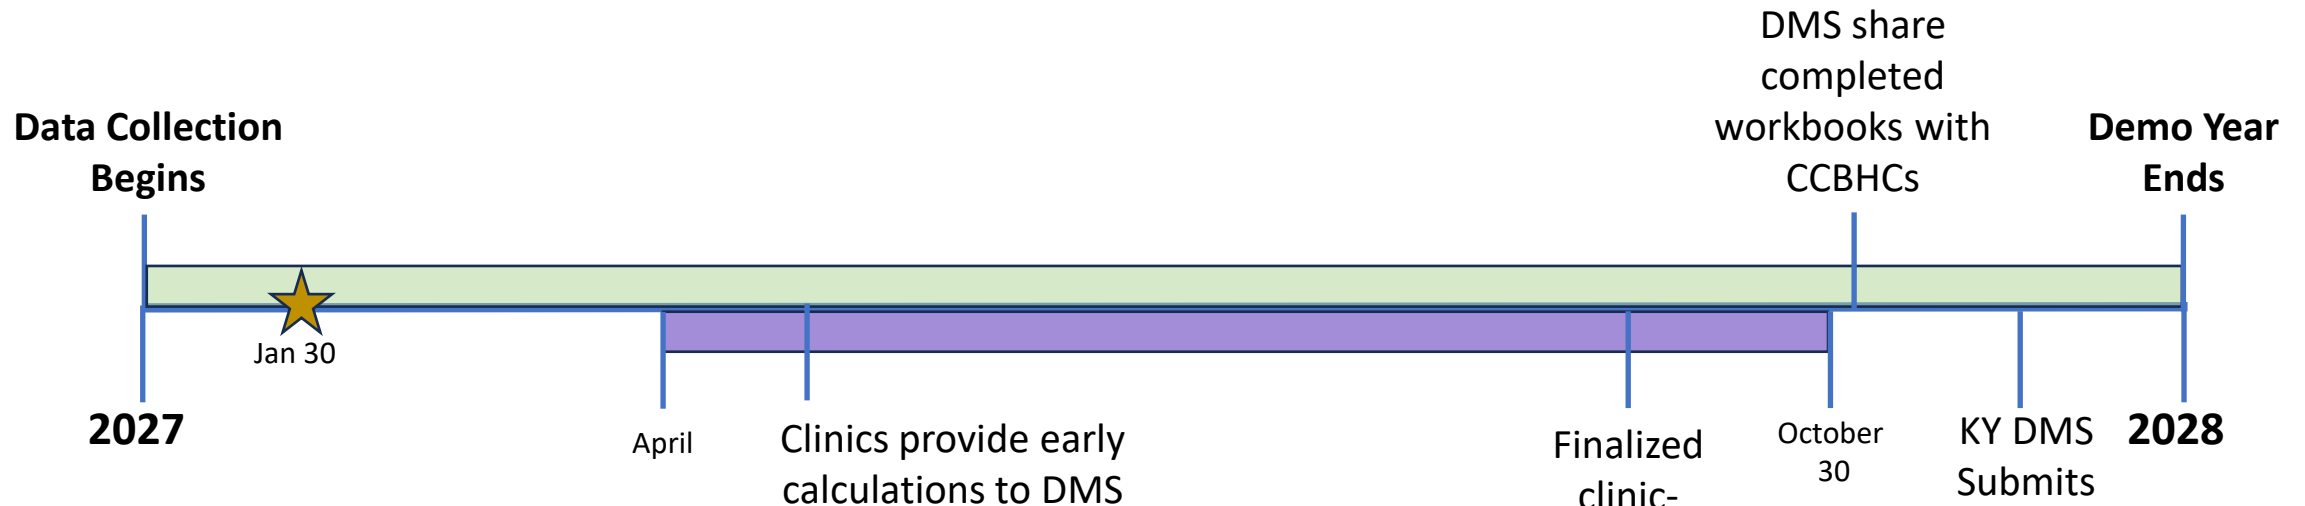 DMS share
completed
workbooks with
CCBHCs
Data Collection
Begins
Demo Year
Ends
Jan 30
2027
April
Clinics provide early
calculations to DMS
Finalized
clinic-
October
30
KY DMS
Submits
2028